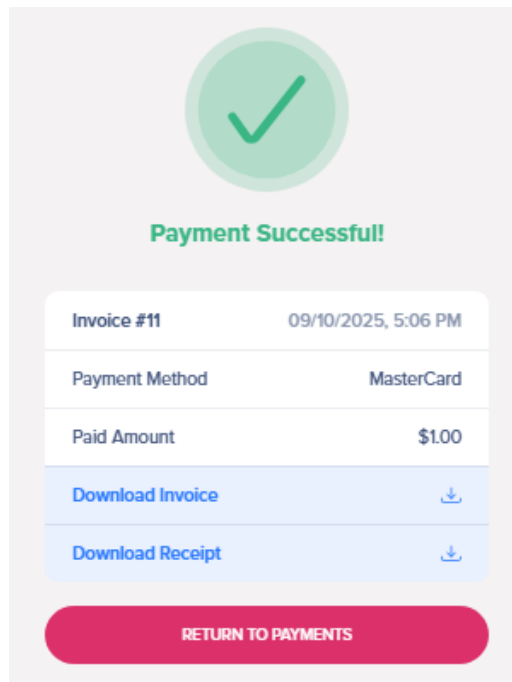 Payment Successful!
Invoice #11 09/10/2025, 5:06 PM
Payment Method MasterCard
Paid Amount $1.00
Download Invoice
Download Receipt
RETURN TO PAYMENTS